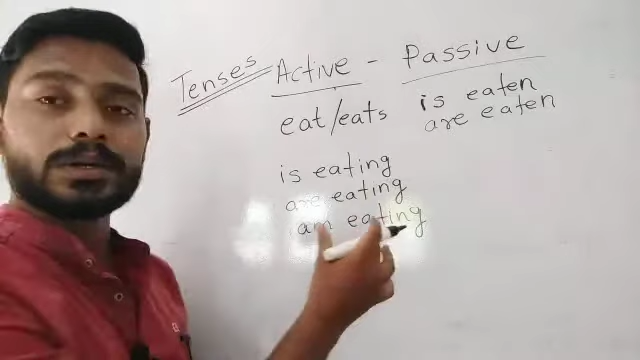 Tenses Active - Passive
eat/eats is eaten
are eaten
is eating
are eating
am eating